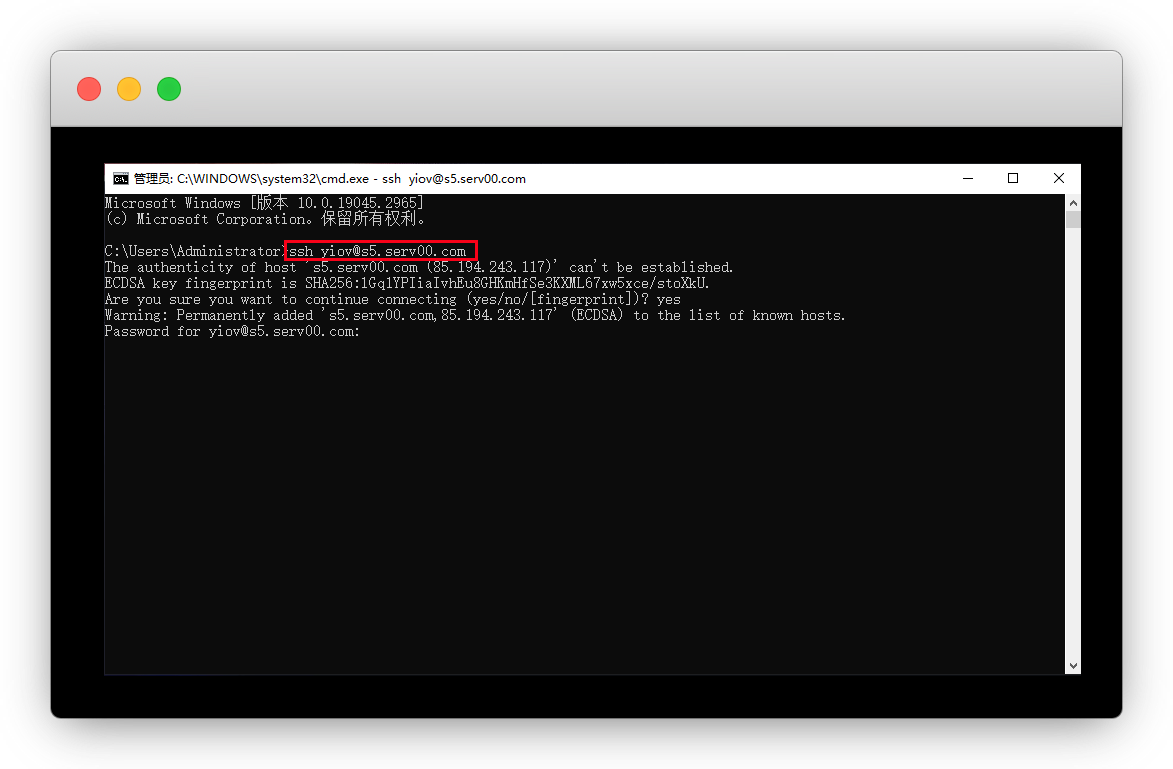 管理员: C:\WINDOWS\system32\cmd.exe - ssh  yiov@s5.serv00.com
Microsoft Windows [版本 10.0.19045.2965]
(c) Microsoft Corporation。保留所有权利。
C:\Users\Administrator>ssh yiov@s5.serv00.com
The authenticity of host 's5.serv00.com (85.194.243.117)' can't be established.
ECDSA key fingerprint is SHA256:1Gq1YPIiaIvhEu8GHKmHfSe3KXML67xw5xce/stoXkU.
Are you sure you want to continue connecting (yes/no/[fingerprint])? yes
Warning: Permanently added 's5.serv00.com,85.194.243.117' (ECDSA) to the list of known hosts.
Password for yiov@s5.serv00.com: